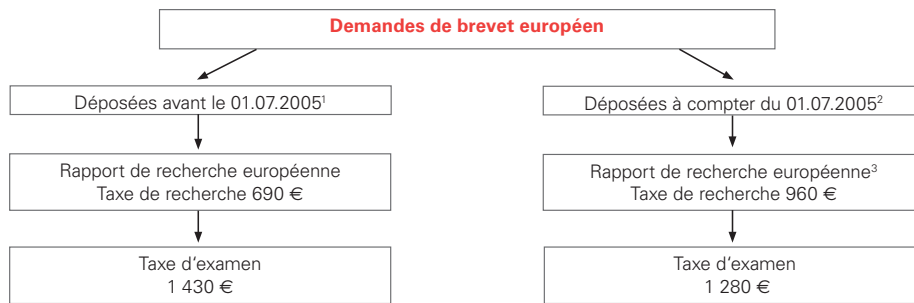 Demandes de brevet européen
Déposées avant le 01.07.2005¹
Rapport de recherche européenne
Taxe de recherche 690 €
Taxe d'examen
1 430 €
Déposées à compter du 01.07.2005²
Rapport de recherche européenne³
Taxe de recherche 960 €
Taxe d'examen
1 280 €